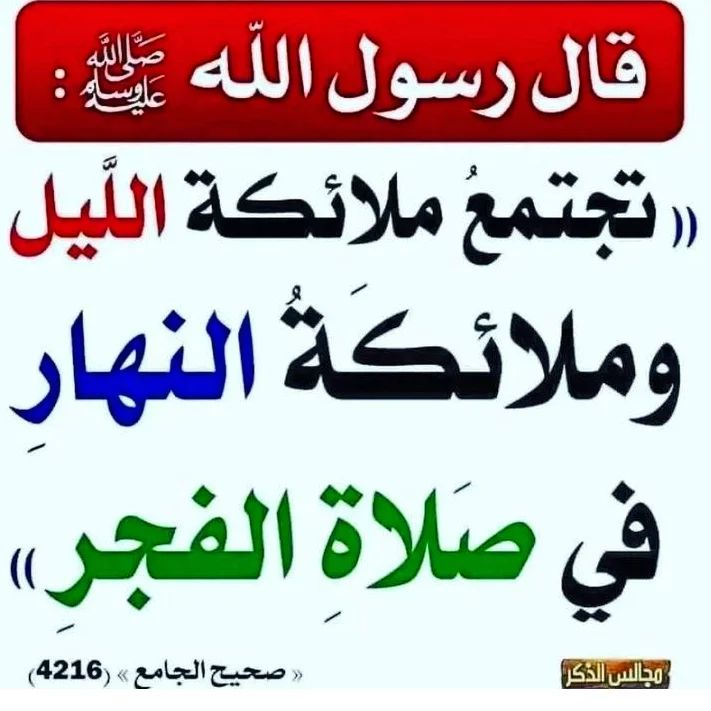 قال رسول الله ﷺ :
(( تجتمعُ ملائكة اللَّيل
وملائكَةُ النهارِ
في صَلاةِ الفجرِ ))
« صحيح الجامع » (4216)
مجالس الذكر